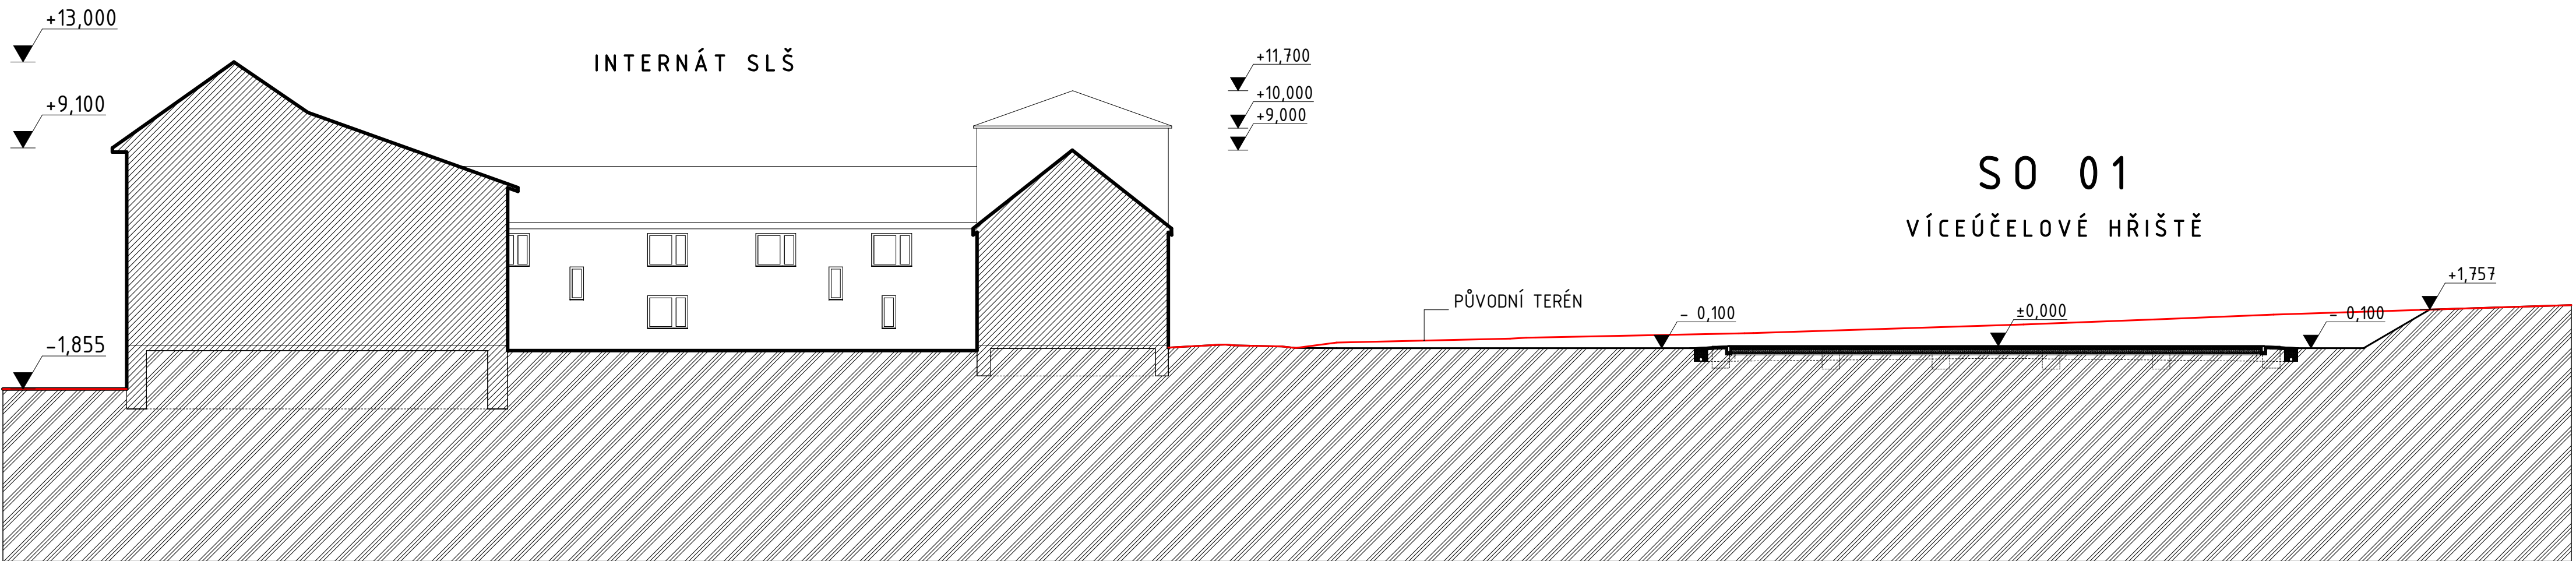 +13,000
INTERNÁT SLŠ
+11,700
+9,100
+10,000
+9,000
SO 01
VÍCEÚČELOVÉ HŘIŠTĚ
+1,757
PŮVODNÍ TERÉN
- 0,100
±0,000
- 0,100
-1,855